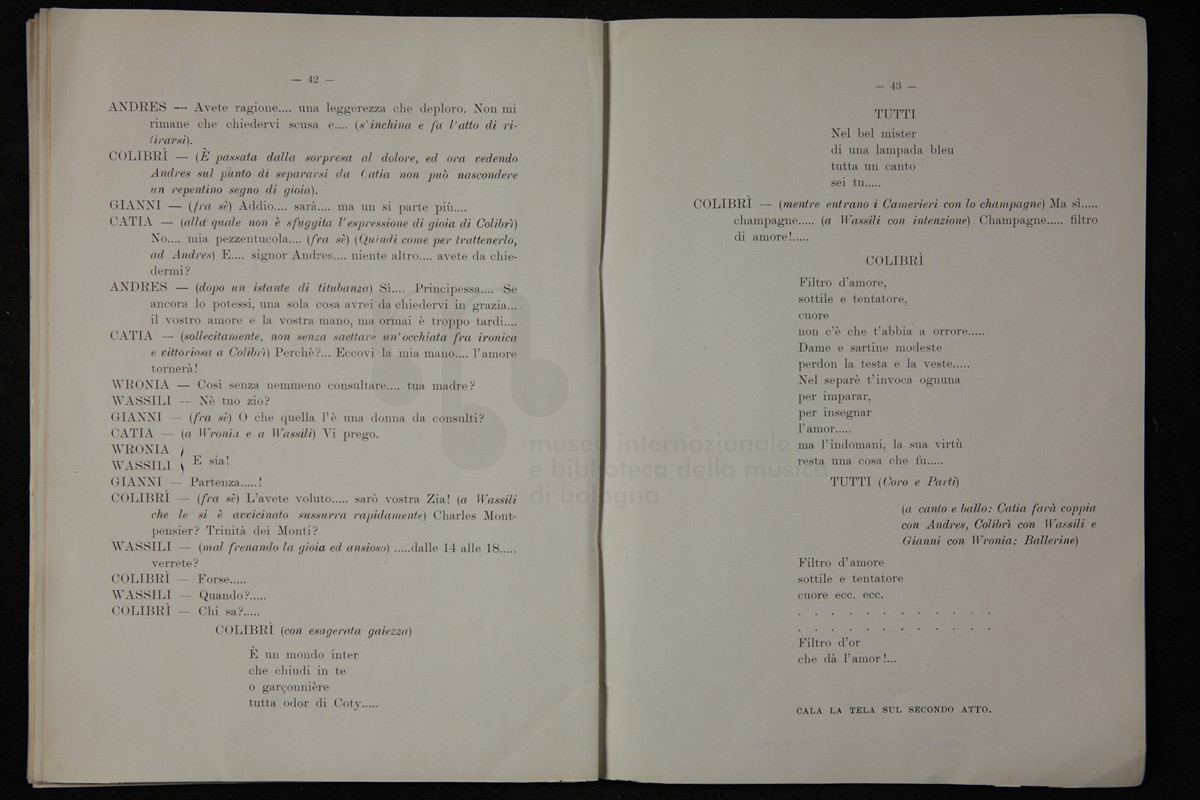 — 42 —
ANDRES — Avete ragione.... una leggerezza che deploro. Non mi
rimane che chiedervi scusa e.... (s'inchina e fa l'atto di ri-
tirarsi).
COLIBRÌ — (È passata dalla sorpresa al dolore, ed ora vedendo
Andres sul punto di separarsi da Catia non può nascondere
un repentino segno di gioia).
GIANNI — (fra sè) Addio.... sarà.... ma un si parte più....
CATIA — (alla quale non è sfuggita l'espressione di gioia di Colibrì)
No.... mia pezzentucola.... (fra sè) (Quindi come per trattenerlo,
ad Andres) E.... signor Andres.... niente altro.... avete da chie-
dermi?
ANDRES — (dopo un istante di titubanza) Sì.... Principessa.... Se
ancora lo potessi, una sola cosa avrei da chiedervi in grazia...
il vostro amore e la vostra mano, ma ormai è troppo tardi....
CATIA — (sollecitamente, non senza saettare un'occhiata fra ironica
e vittoriosa a Colibrì) Perchè?... Eccovi la mia mano.... l'amore
tornerà!
WRONIA — Così senza nemmeno consultare.... tua madre?
WASSILI — Nè tuo zio?
GIANNI — (fra sè) O che quella l'è una donna da consulti?
CATIA — (a Wronia e a Wassili) Vi prego.
WRONIA
WASSILI } E sia!
GIANNI — Partenza.....!
COLIBRÌ — (fra sè) L'avete voluto..... sarò vostra Zia! (a Wassili
che le si è avvicinato sussurra rapidamente) Charles Mont-
pensier? Trinità dei Monti?
WASSILI — (mal frenando la gioia ed ansioso) .....dalle 14 alle 18.....
verrete?
COLIBRÌ — Forse.....
WASSILI — Quando?.....
COLIBRÌ — Chi sa?.....
COLIBRÌ (con esagerata gaiezza)
È un mondo inter
che chiudi in te
o garçonnière
tutta odor di Coty.....
— 43 —
TUTTI
Nel bel mister
di una lampada bleu
tutta un canto
sei tu.....
COLIBRÌ — (mentre entrano i Camerieri con lo champagne) Ma sì.....
champagne..... (a Wassili con intenzione) Champagne..... filtro
di amore!.....
COLIBRÌ
Filtro d'amore,
sottile e tentatore,
cuore
non c'è che t'abbia a orrore.....
Dame e sartine modeste
perdon la testa e la veste.....
Nel separè t'invoca ognuna
per imparar,
per insegnar
l'amor.....
ma l'indomani, la sua virtù
resta una cosa che fu.....
TUTTI (Coro e Parti)
(a canto e ballo: Catia farà coppia
con Andres, Colibrì con Wassili e
Gianni con Wronia: Ballerine)
Filtro d'amore
sottile e tentatore
cuore ecc. ecc.
. . . . . . . . . . . . .
. . . . . . . . . . . . .
Filtro d'or
che dà l'amor!...
CALA LA TELA SUL SECONDO ATTO.
museo internazionale
e biblioteca della musica
di bologna